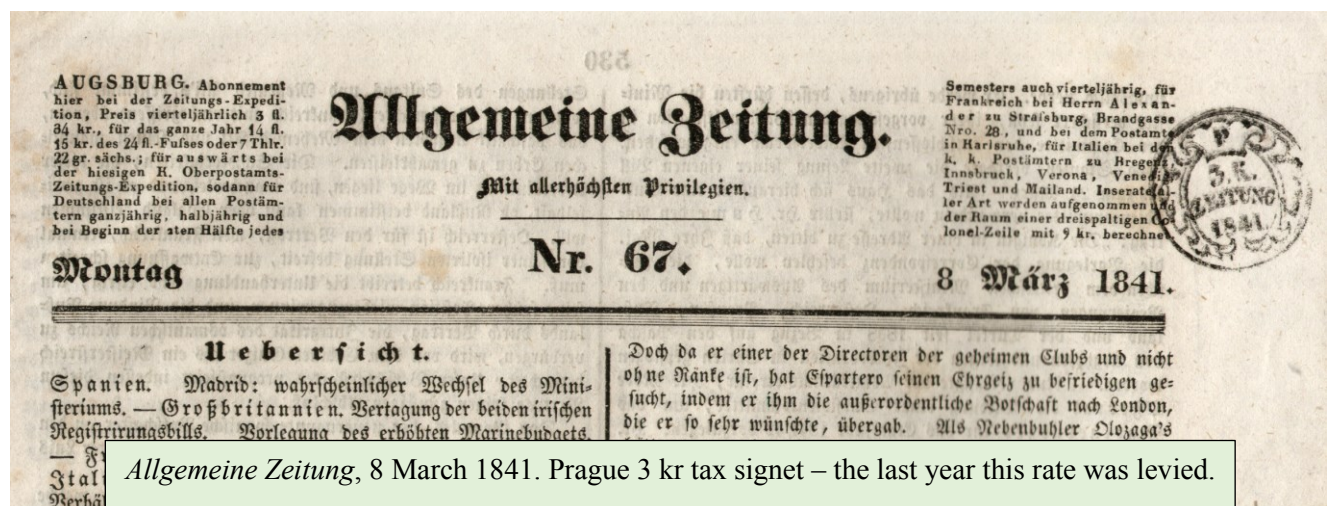 AUGSBURG. Abonnement
hier bei der Zeitungs-Expedi-
tion, Preis vierteljährlich 3 fl.
34 kr., für das ganze Jahr 14 fl.
15 kr. des 24 fl.-Fuſses oder 7 Thlr.
22 gr. sächs.; für auswärts bei
der hiesigen K. Oberpostamts-
Zeitungs-Expedition, sodann für
Deutschland bei allen Postäm-
tern ganzjährig, halbjährig und
bei Beginn der 2ten Hälfte jedes
Allgemeine Zeitung.
Mit allerhöchsten Privilegien.
Semesters auch vierteljährig, für
Frankreich bei Herrn Alexan-
der zu Straſsburg, Brandgasse
Nro. 28, und bei dem Postamte
in Karlsruhe, für Italien bei den
k. k. Postämtern zu Bregenz,
Innsbruck, Verona, Venedig
Triest und Mailand. Inserate al-
ler Art werden aufgenommen und
der Raum einer dreispaltigen Co-
lonel-Zeile mit 9 kr. berechnet
P
3. K.
ZEITUNG
1841
Montag
Nr. 67.
8 März 1841.
Uebersicht.
Spanien. Madrid: wahrscheinlicher Wechsel des Mini-
steriums. — Großbritannien. Vertagung der beiden irischen
Registrirungsbills. Vorlegung des erhöhten Marinebudgets.
Doch da er einer der Directoren der geheimen Clubs und nicht
ohne Ränke ist, hat Espartero seinen Ehrgeiz zu befriedigen ge-
sucht, indem er ihm die außerordentliche Botschaft nach London,
die er so sehr wünschte, übergab. Als Nebenbuhler Olozaga's
Allgemeine Zeitung, 8 March 1841. Prague 3 kr tax signet – the last year this rate was levied.